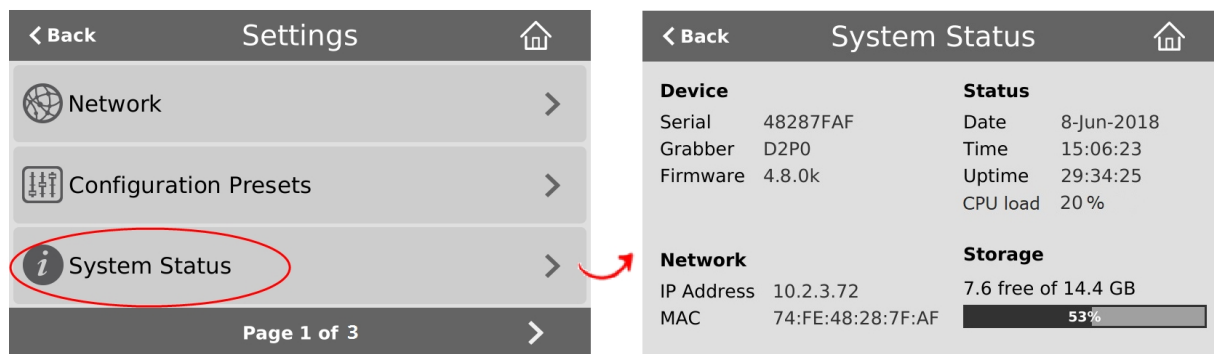 Back Settings
Network
Configuration Presets
i System Status
Page 1 of 3
Back System Status
Device
Serial 48287FAF
Grabber D2P0
Firmware 4.8.0k
Status
Date 8-Jun-2018
Time 15:06:23
Uptime 29:34:25
CPU load 20 %
Network
IP Address 10.2.3.72
MAC 74:FE:48:28:7F:AF
Storage
7.6 free of 14.4 GB
53%